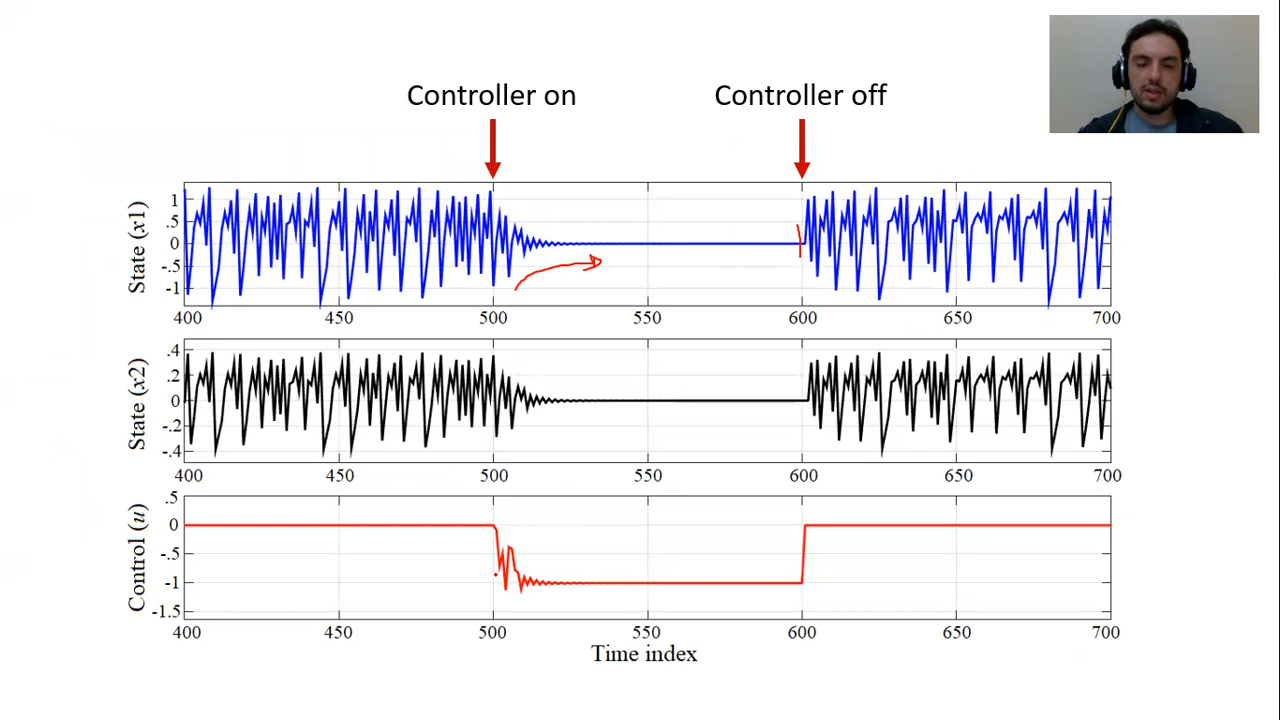 Controller on
Controller off
State (x1)
1
.5
0
-.5
-1
400 450 500 550 600 650 700
State (x2)
.4
.2
0
-.2
-.4
400 450 500 550 600 650 700
Control (u)
.5
0
-.5
-1
-1.5
400 450 500 550 600 650 700
Time index